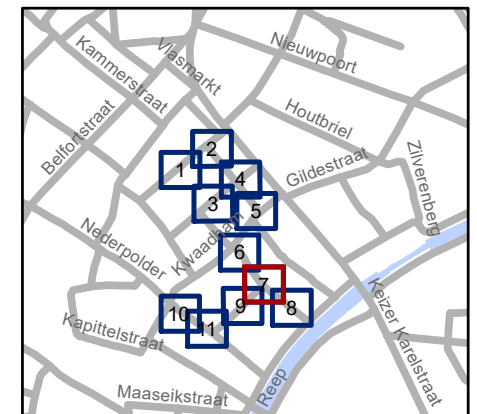 Nieuwpoort
Vlasmarkt
Kammerstraat
Houtbriel
Belfortstraat
Zilverenberg
Gildestraat
2
1
4
3
5
Kwaadham
Nederpolder
6
7
Keizer Karelstraat
9
8
10
11
Kapittelstraat
Maaseikstraat
Reep